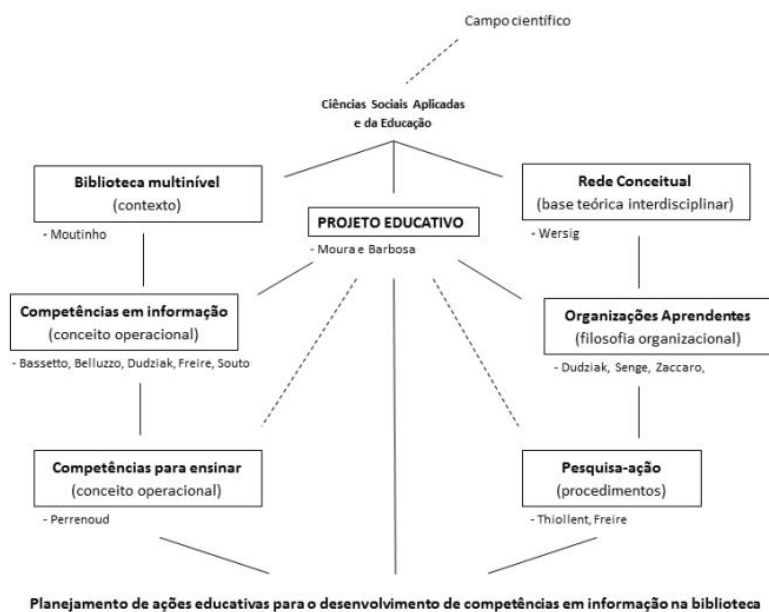 Campo científico
Ciências Sociais Aplicadas
e da Educação
Biblioteca multinível
(contexto)
- Moutinho
PROJETO EDUCATIVO
- Moura e Barbosa
Rede Conceitual
(base teórica interdisciplinar)
- Wersig
Competências em informação
(conceito operacional)
- Bassetto, Belluzzo, Dudziak, Freire, Souto
Organizações Aprendentes
(filosofia organizacional)
- Dudziak, Senge, Zaccaro,
Competências para ensinar
(conceito operacional)
- Perrenoud
Pesquisa-ação
(procedimentos)
- Thiollent, Freire
Planejamento de ações educativas para o desenvolvimento de competências em informação na biblioteca